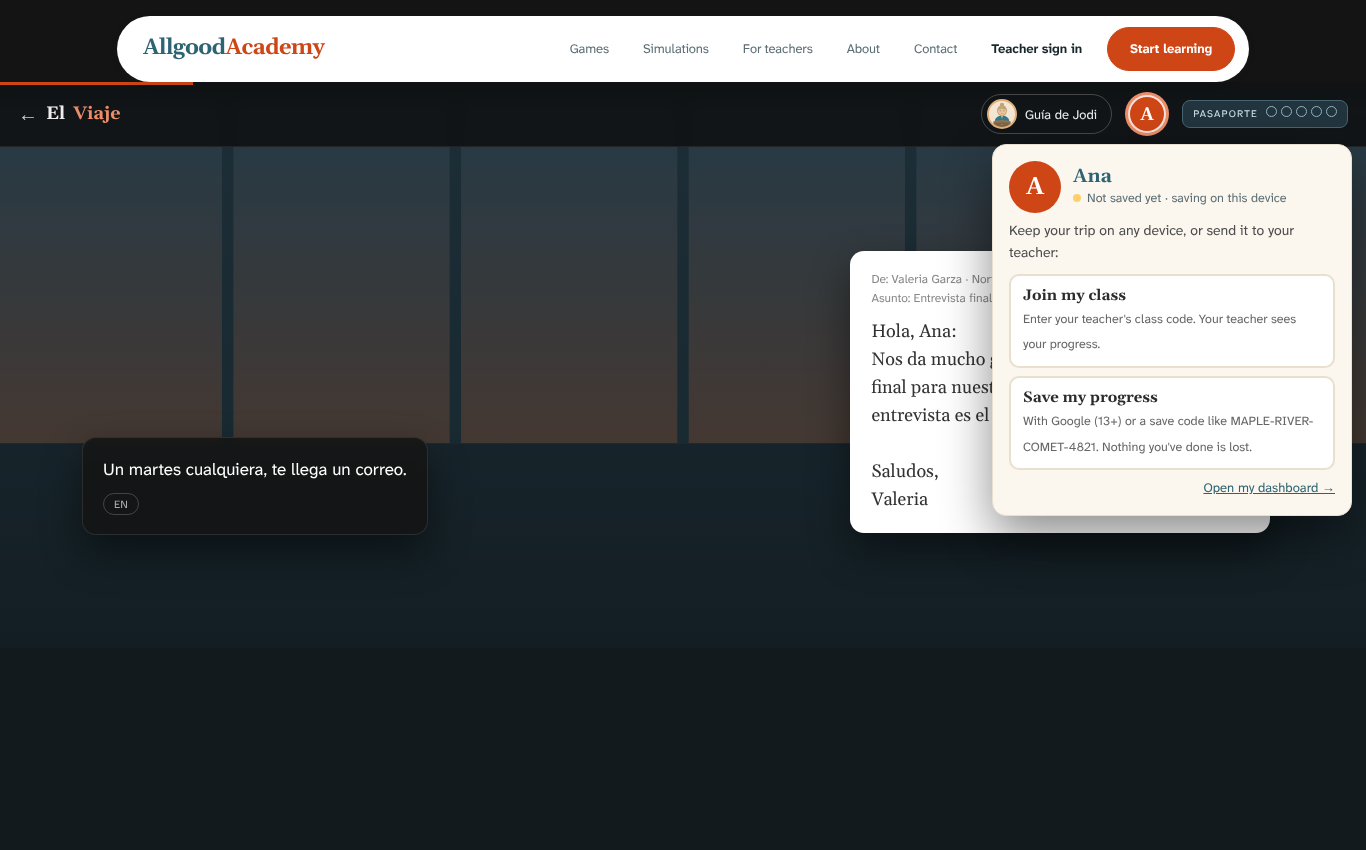 AllgoodAcademy
Games
Simulations
For teachers
About
Contact
Teacher sign in
Start learning
← El Viaje
Guía de Jodi
A
PASAPORTE
A
Ana
Not saved yet · saving on this device
Keep your trip on any device, or send it to your
teacher:
Join my class
Enter your teacher's class code. Your teacher sees
your progress.
Save my progress
With Google (13+) or a save code like MAPLE-RIVER-
COMET-4821. Nothing you've done is lost.
Open my dashboard →
De: Valeria Garza ·
Asunto: Entrevista final
Hola, Ana:
Nos da mucho
final para
entrevista es el
Saludos,
Valeria
Un martes cualquiera, te llega un correo.
EN